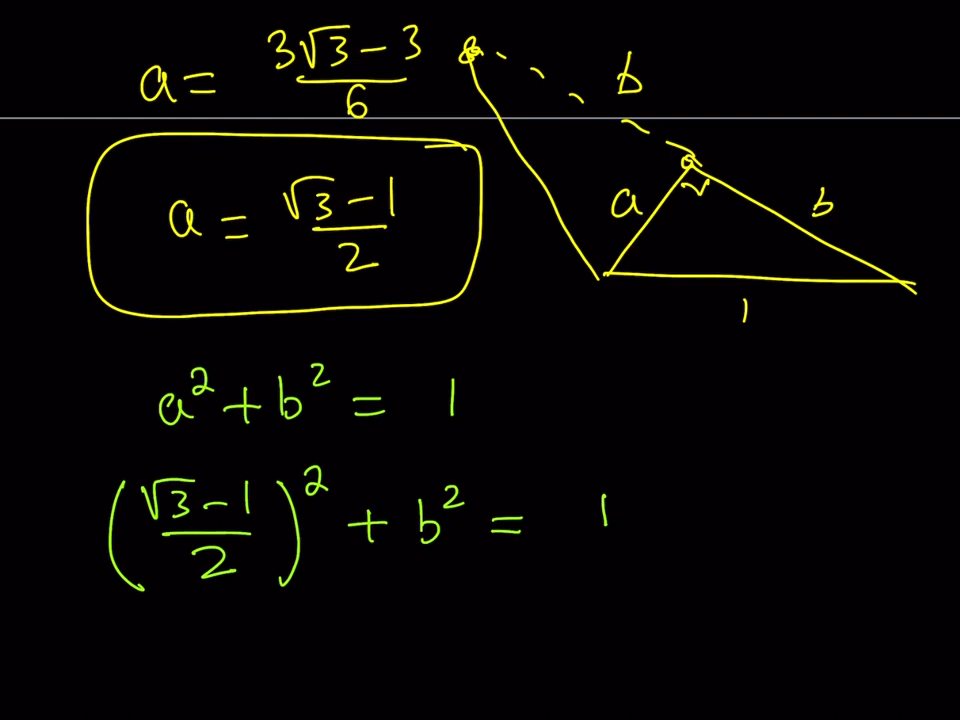 a = (3√3 - 3)/6
b
a = (√3 - 1)/2
a
b
1
a² + b² = 1
((√3 - 1)/2)² + b² = 1